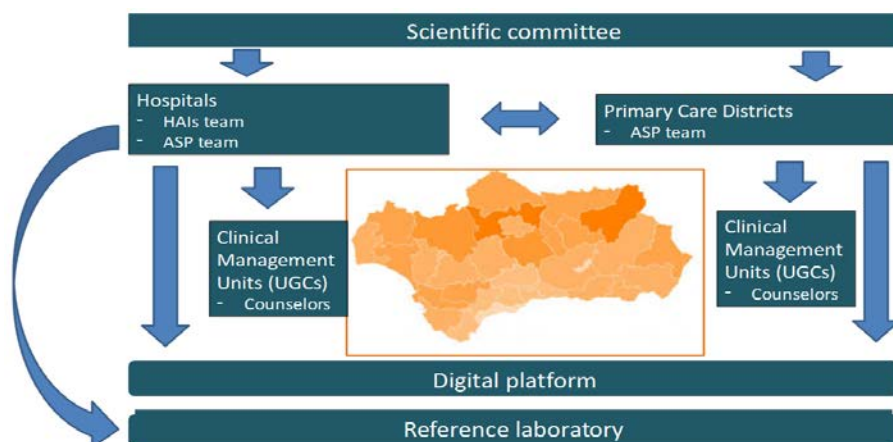 Scientific committee
Hospitals
- HAIs team
- ASP team
Primary Care Districts
- ASP team
Clinical
Management
Units (UGCs)
- Counselors
Clinical
Management
Units (UGCs)
- Counselors
Digital platform
Reference laboratory